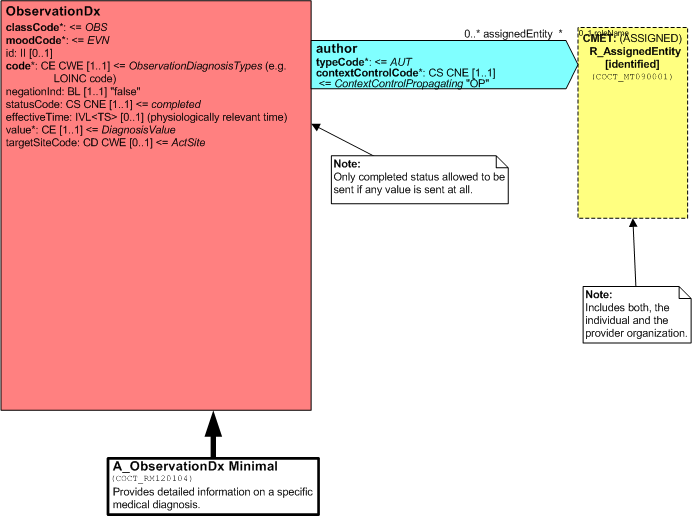 ObservationDx
classCode*: <= OBS
moodCode*: <= EVN
id: II [0..1]
code*: CE CWE [1..1] <= ObservationDiagnosisTypes (e.g.
LOINC code)
negationInd: BL [1..1] "false"
statusCode: CS CNE [1..1] <= completed
effectiveTime: IVL<TS> [0..1] (physiologically relevant time)
value*: CE [1..1] <= DiagnosisValue
targetSiteCode: CD CWE [0..1] <= ActSite
0..* assignedEntity *
author
typeCode*: <= AUT
contextControlCode*: CS CNE [1..1]
<= ContextControlPropagating "OP"
0..1 roleName
CMET: (ASSIGNED)
R_AssignedEntity
[identified]
(COCT_MT090001)
Note:
Only completed status allowed to be
sent if any value is sent at all.
Note:
Includes both, the
individual and the
provider organization.
A_ObservationDx Minimal
(COCT_RM120104)
Provides detailed information on a specific
medical diagnosis.